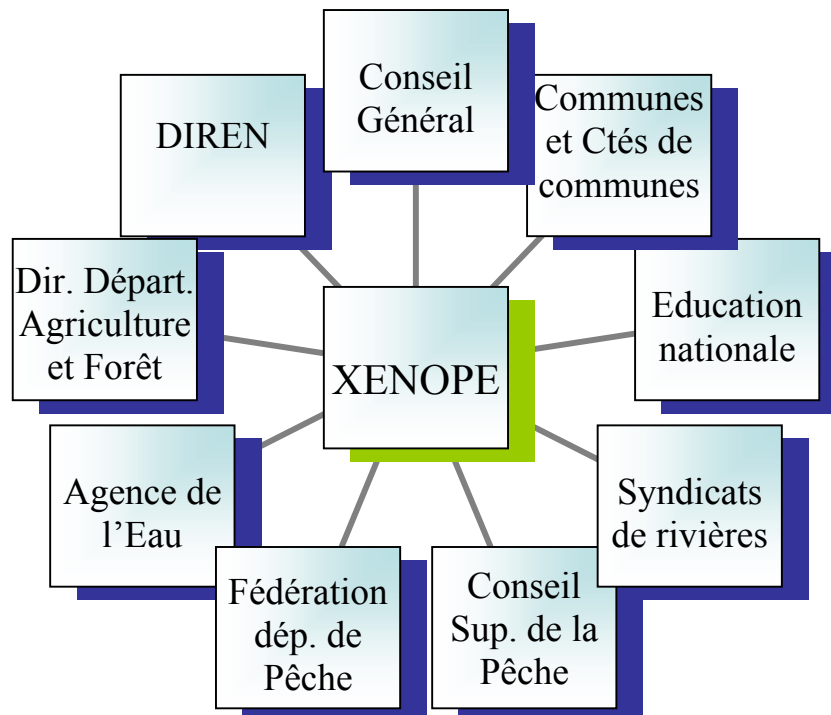 Conseil
Général
DIREN
Communes
et Ctés de
communes
Dir. Départ.
Agriculture
et Forêt
Education
nationale
XENOPE
Agence de
l’Eau
Syndicats
de rivières
Fédération
dép. de
Pêche
Conseil
Sup. de la
Pêche